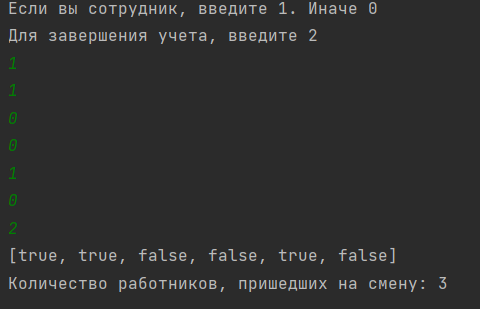 Если вы сотрудник, введите 1. Иначе 0
Для завершения учета, введите 2
1
1
0
0
1
0
2
[true, true, false, false, true, false]
Количество работников, пришедших на смену: 3